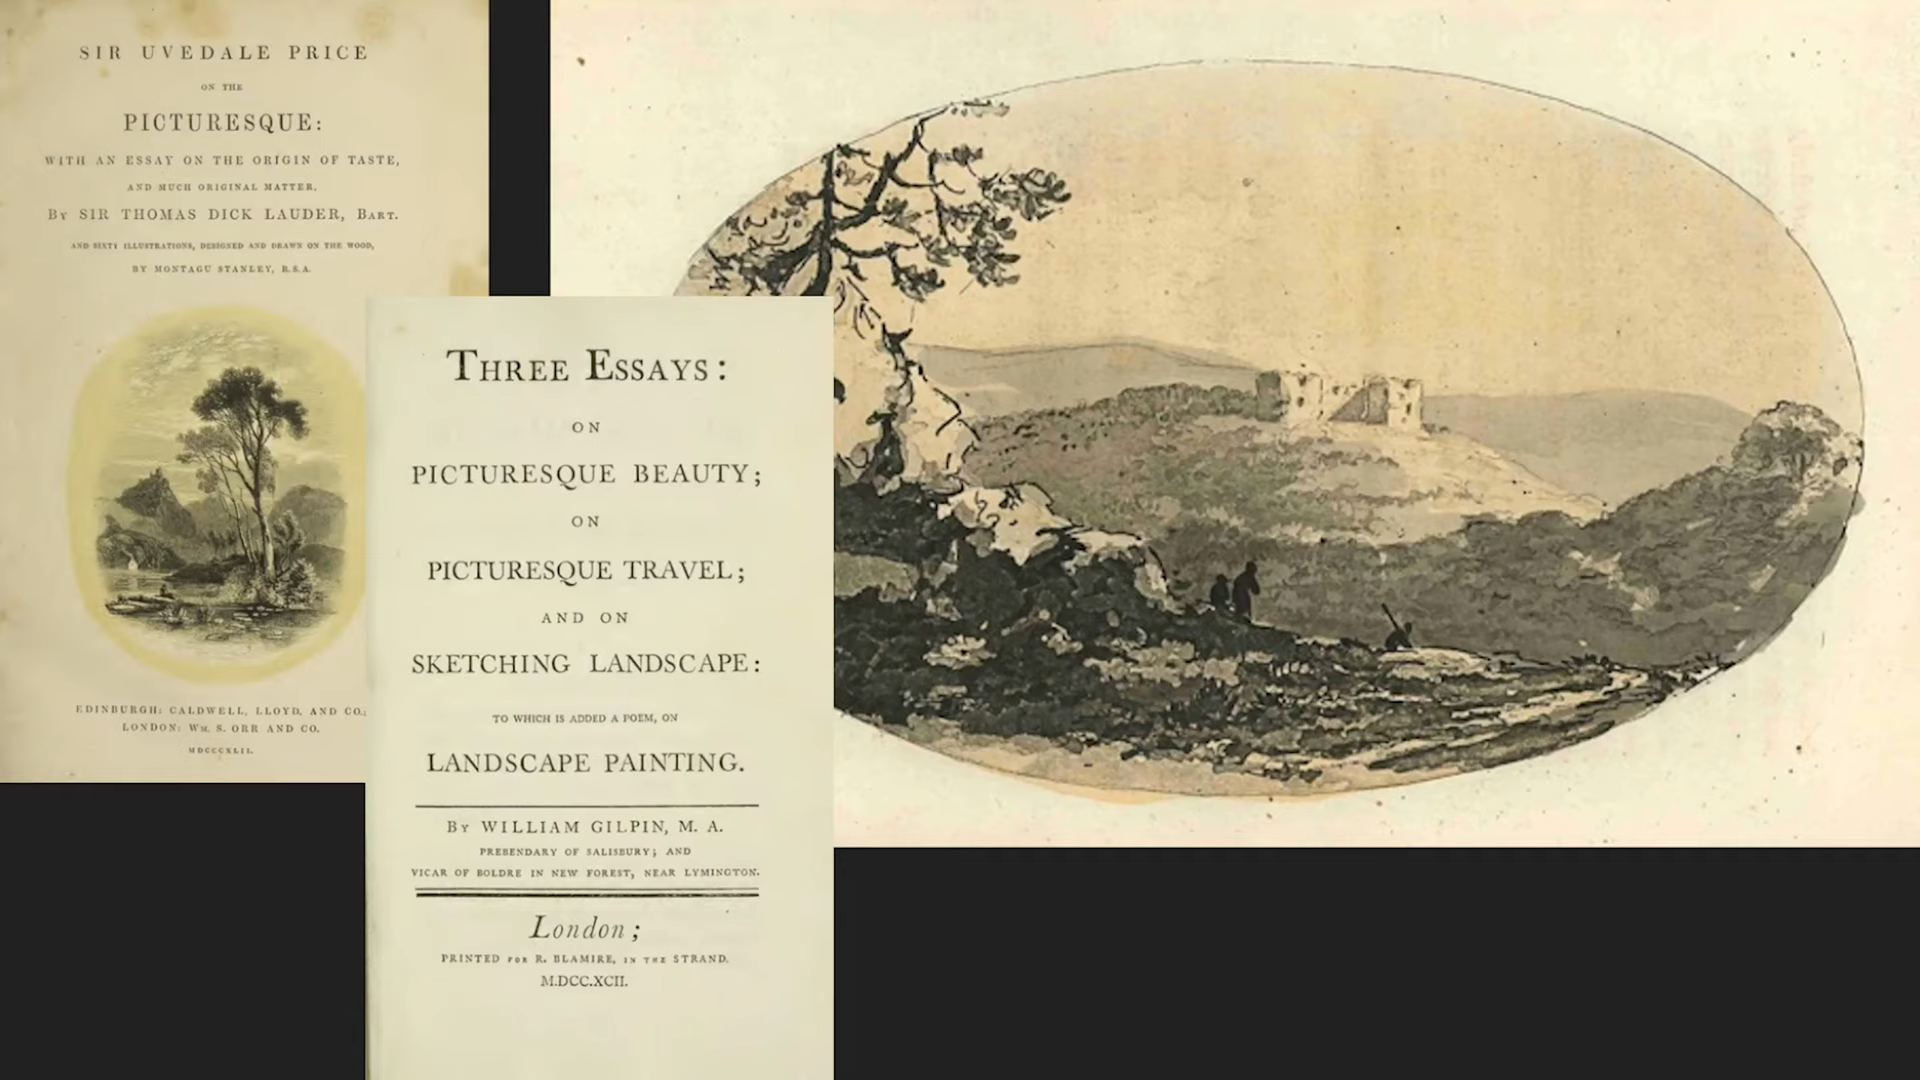 SIR UVEDALE PRICE
ON THE
PICTURESQUE:
WITH AN ESSAY ON THE ORIGIN OF TASTE,
AND MUCH ORIGINAL MATTER,
By SIR THOMAS DICK LAUDER, Bart.
AND SIXTY ILLUSTRATIONS, DESIGNED AND DRAWN ON THE WOOD,
BY MONTAGU STANLEY, R.S.A.
EDINBURGH: CALDWELL, LLOYD, AND CO.,
LONDON: Wm. S. ORR AND CO.
MDCCCXLII.
THREE ESSAYS:
ON
PICTURESQUE BEAUTY;
ON
PICTURESQUE TRAVEL;
AND ON
SKETCHING LANDSCAPE:
TO WHICH IS ADDED A POEM, ON
LANDSCAPE PAINTING.
By WILLIAM GILPIN, M. A.
PREBENDARY OF SALISBURY; AND
VICAR OF BOLDRE IN NEW FOREST, NEAR LYMINGTON.
London;
PRINTED FOR R. BLAMIRE, IN THE STRAND.
M.DCC.XCII.